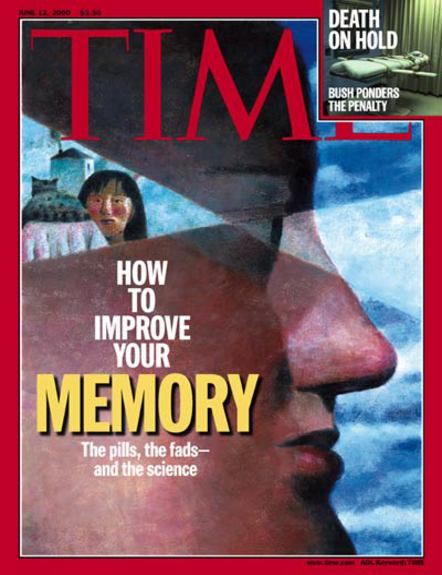 JUNE 12, 2000 $3.50
TIME
DEATH
ON HOLD
BUSH PONDERS
THE PENALTY
HOW
TO
IMPROVE
YOUR
MEMORY
The pills, the fads—
and the science
www.time.com AOL Keyword: TIME